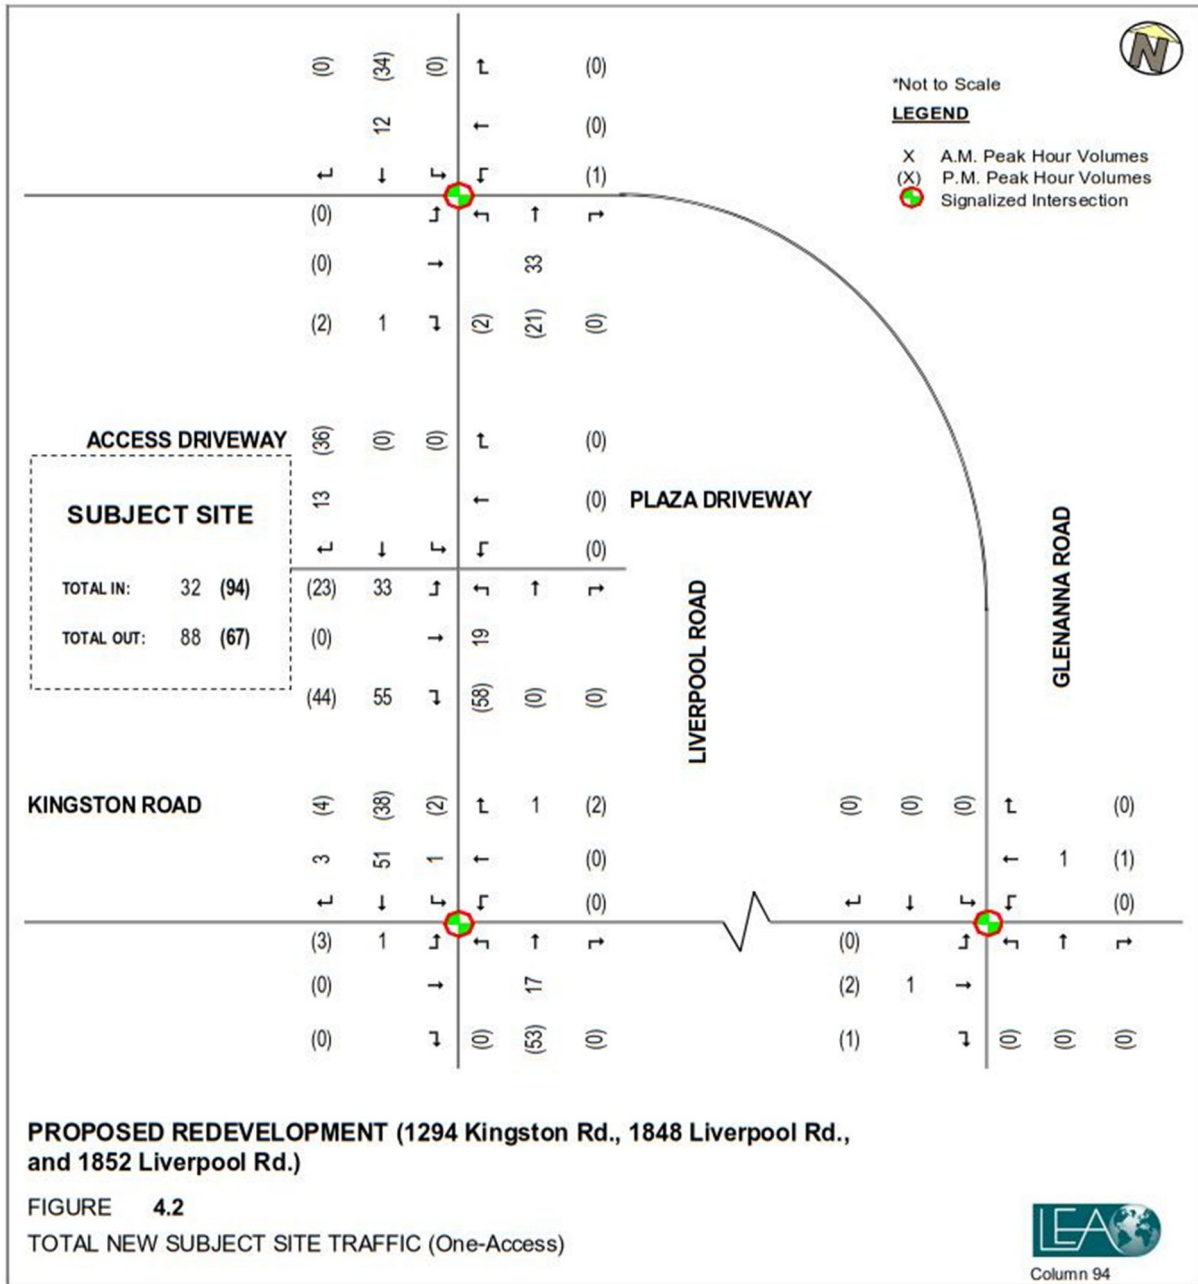 (0) (34) (0) (0)
N
*Not to Scale
LEGEND
12 (0)
X A.M. Peak Hour Volumes
(1)
(X) P.M. Peak Hour Volumes
Signalized Intersection
(0)
(0) 33
(2) 1 (2) (21) (0)
ACCESS DRIVEWAY (36) (0) (0) (0)
13 (0) PLAZA DRIVEWAY
SUBJECT SITE
(0)
TOTAL IN: 32 (94)
(23) 33
TOTAL OUT: 88 (67)
(0) 19
(44) 55 (58) (0) (0)
LIVERPOOL ROAD
GLENANNA ROAD
KINGSTON ROAD (4) (38) (2) 1 (2) (0) (0) (0) (0)
3 51 1 (0) 1 (1)
(0) (0)
(3) 1 (0)
(0) 17 (2) 1
(0) (0) (53) (0) (1) (0) (0) (0)
PROPOSED REDEVELOPMENT (1294 Kingston Rd., 1848 Liverpool Rd.,
and 1852 Liverpool Rd.)
FIGURE 4.2
TOTAL NEW SUBJECT SITE TRAFFIC (One-Access)
LEA
Column 94